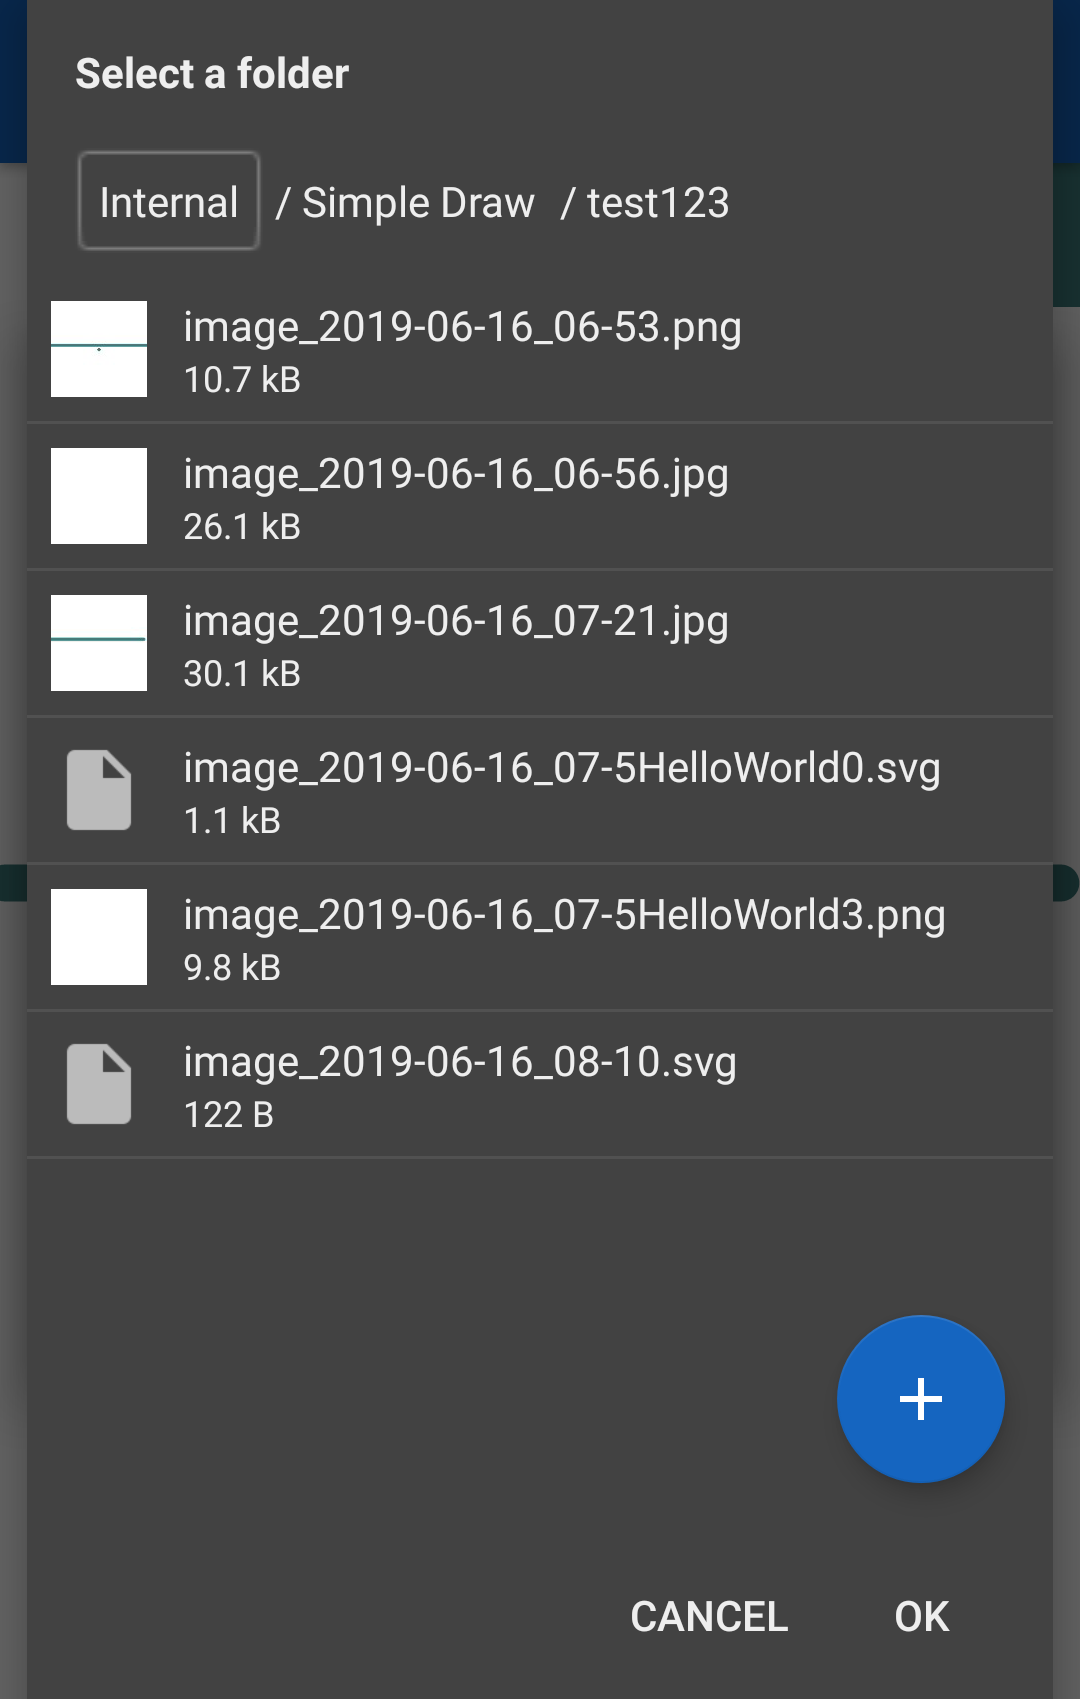 Select a folder
Internal / Simple Draw / test123
image_2019-06-16_06-53.png
10.7 kB
image_2019-06-16_06-56.jpg
26.1 kB
image_2019-06-16_07-21.jpg
30.1 kB
image_2019-06-16_07-5HelloWorld0.svg
1.1 kB
image_2019-06-16_07-5HelloWorld3.png
9.8 kB
image_2019-06-16_08-10.svg
122 B
CANCEL OK